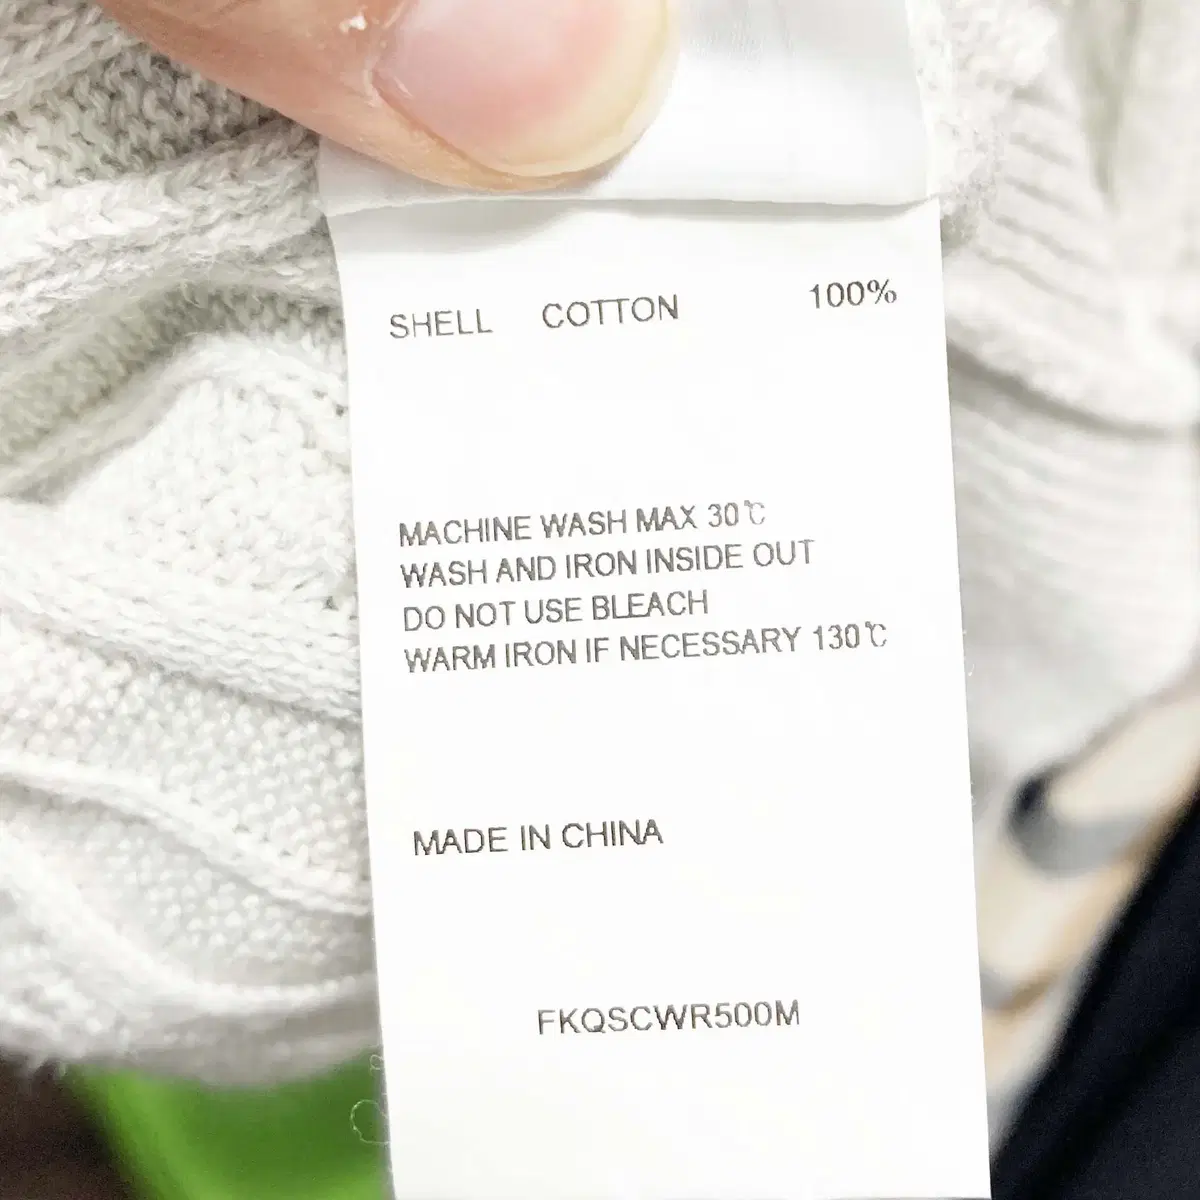 SHELL COTTON 100%
MACHINE WASH MAX 30℃
WASH AND IRON INSIDE OUT
DO NOT USE BLEACH
WARM IRON IF NECESSARY 130℃
MADE IN CHINA
FKQSCWR500M